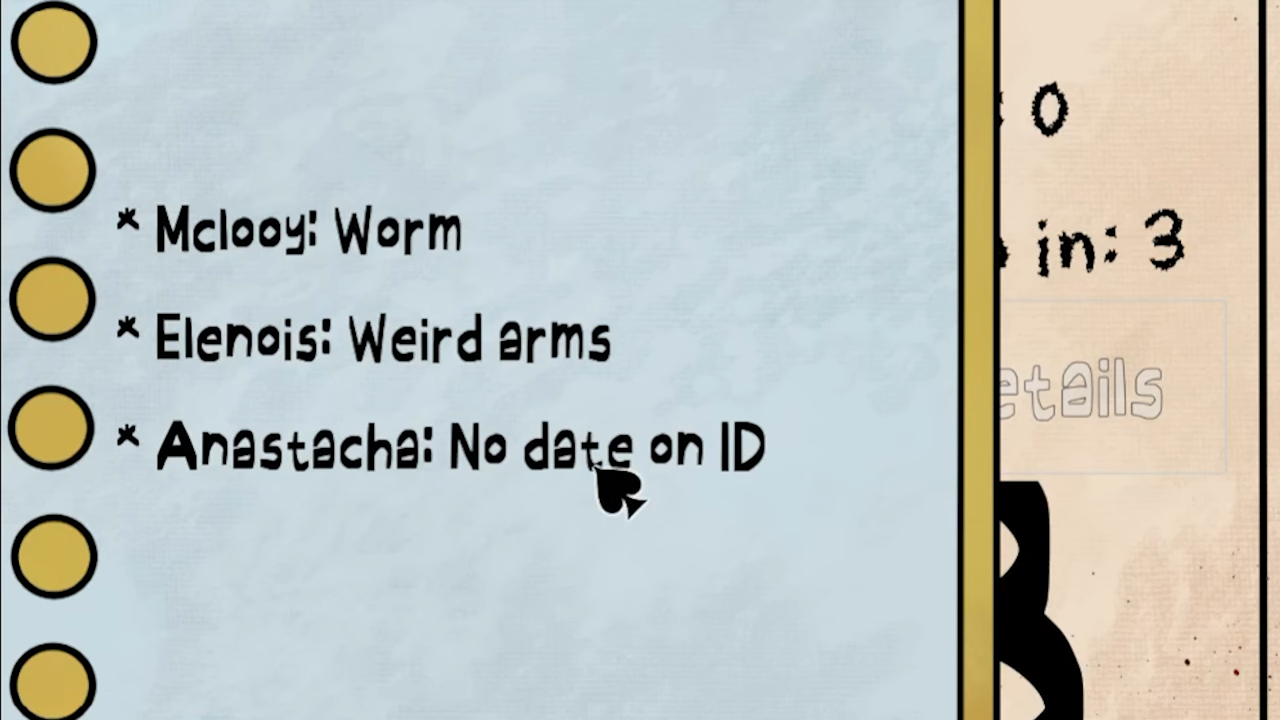 : 0
* Mclooy: Worm
in: 3
* Elenois: Weird arms
etails
* Anastacha: No date on ID